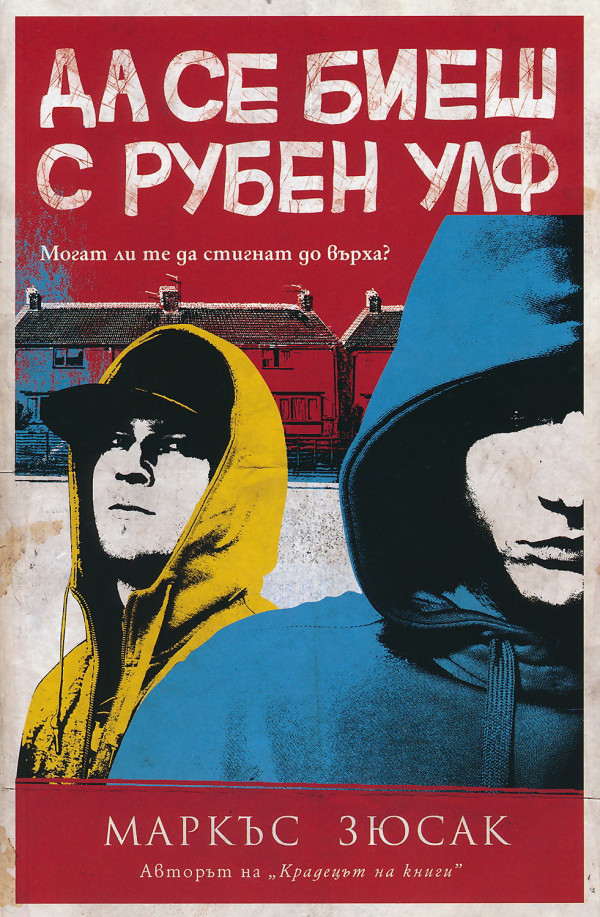 ДА СЕ БИЕШ
С РУБЕН УЛФ
Могат ли те да стигнат до върха?
МАРКЪС ЗЮСАК
Авторът на „Крадецът на книги”